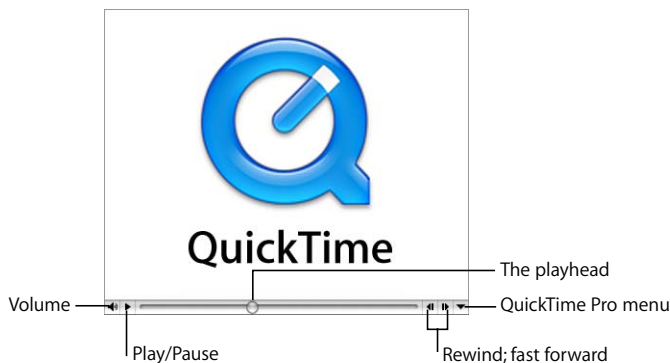 QuickTime
The playhead
Volume
QuickTime Pro menu
Play/Pause
Rewind; fast forward